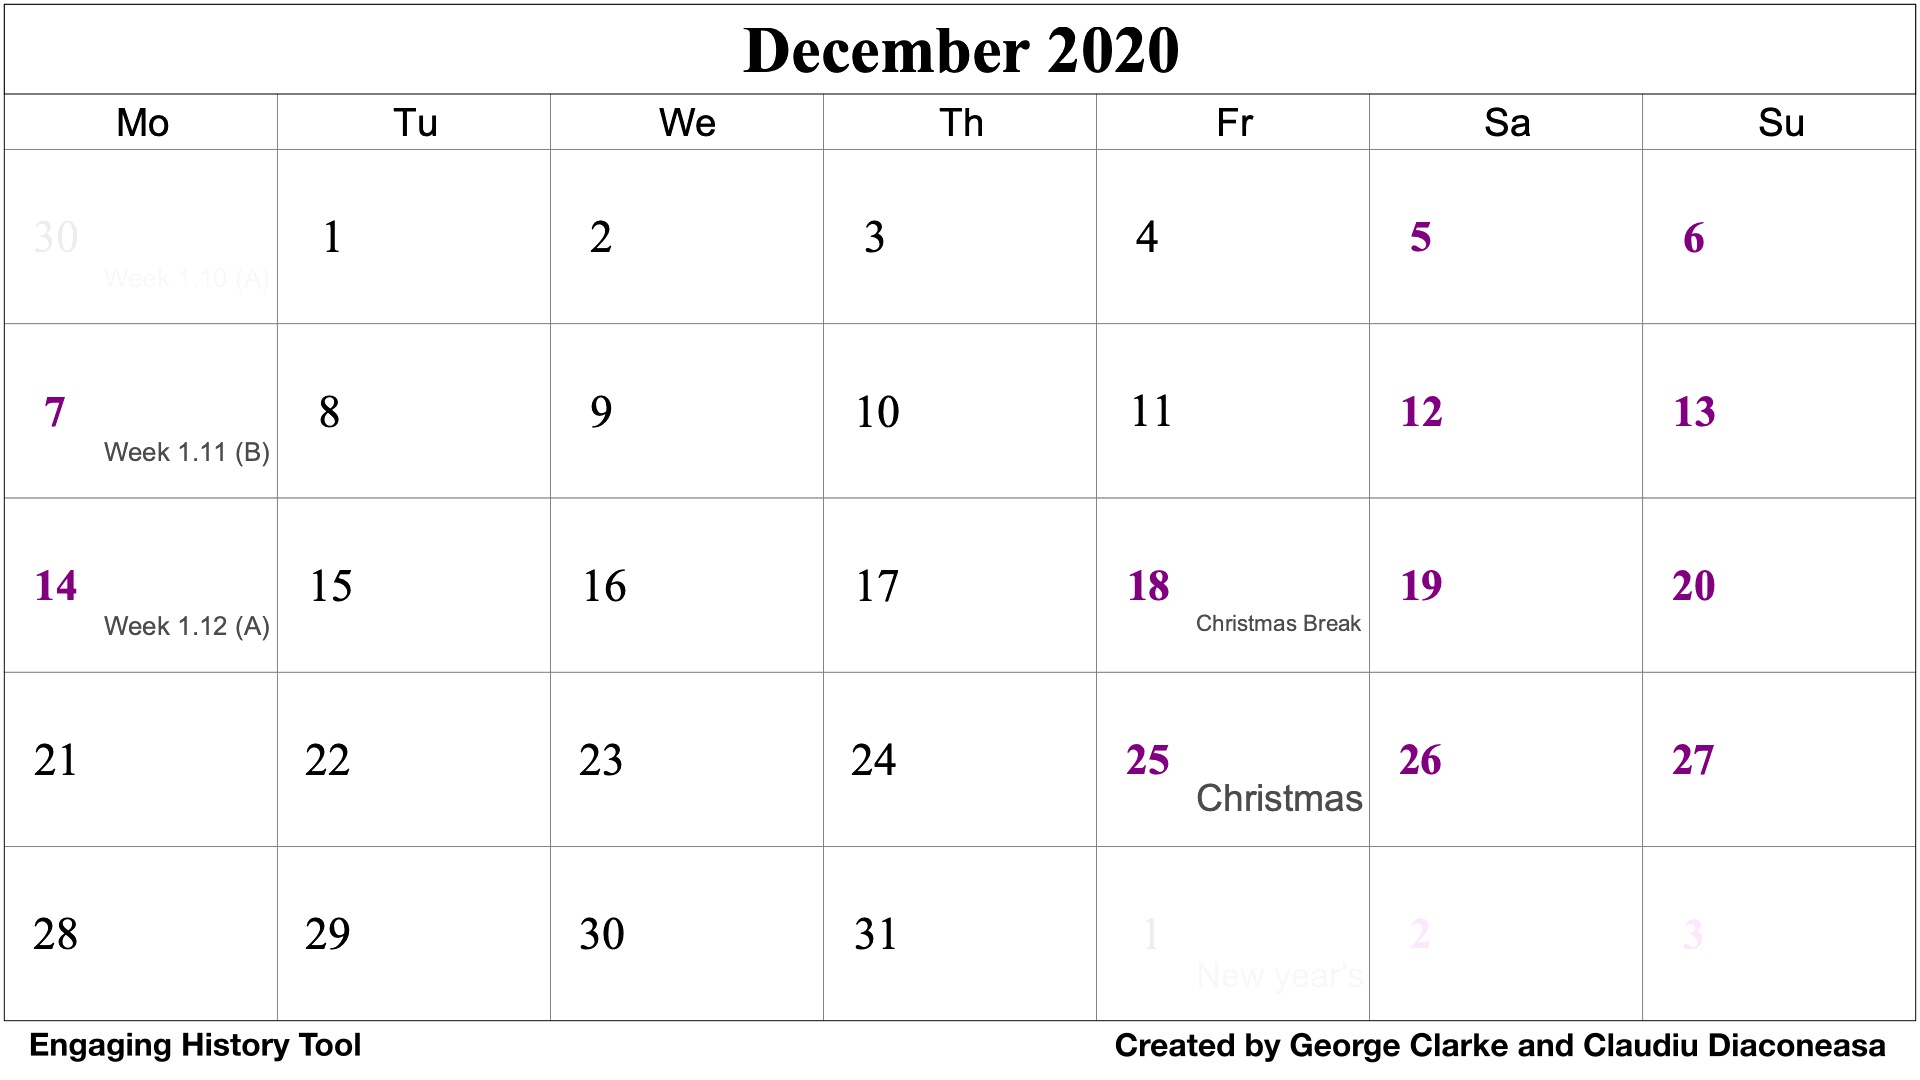 December 2020
Mo Tu We Th Fr Sa Su
30 1 2 3 4 5 6
Week 1.10 (A)
7 8 9 10 11 12 13
Week 1.11 (B)
14 15 16 17 18 19 20
Week 1.12 (A) Christmas Break
21 22 23 24 25 26 27
Christmas
28 29 30 31 1 2 3
New year's
Engaging History Tool Created by George Clarke and Claudiu Diaconeasa